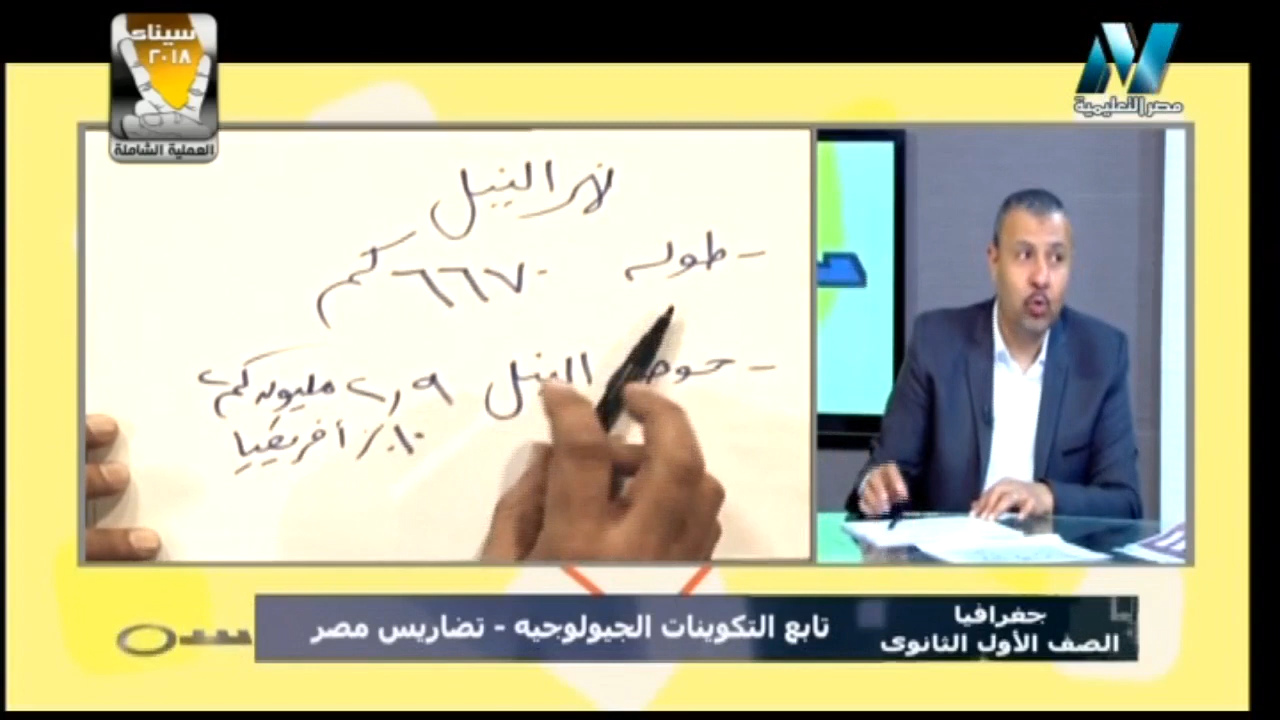 سيناء
٢٠١٨
العملية الشاملة
مصر التعليمية
نهر النيل
- طوله ٦٦٧٠ كم
- حوض النيل ٢,٩ مليون كم٢
١٠٪ أفريقيا
جغرافيا
الصف الأول الثانوى
تابع التكوينات الجيولوجيه - تضاريس مصر